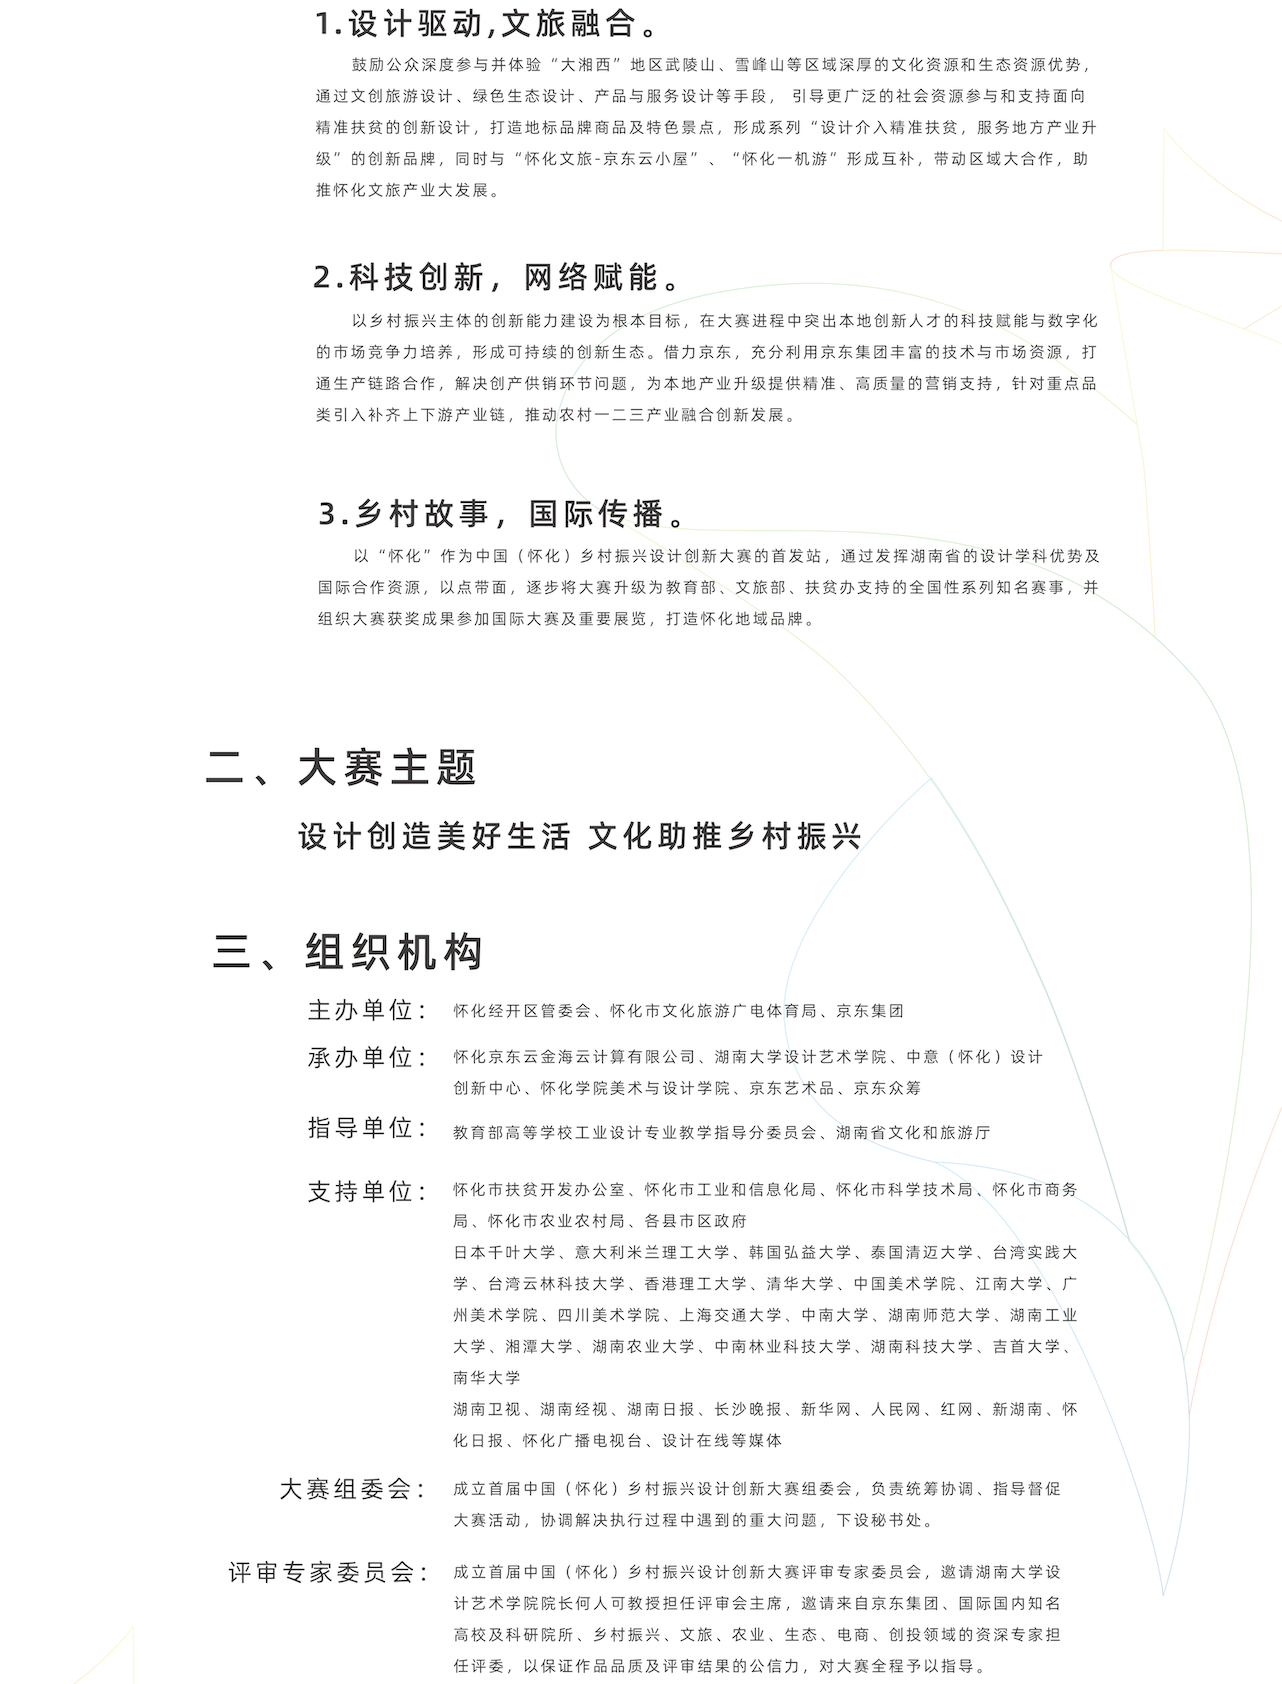 1.设计驱动,文旅融合。
鼓励公众深度参与并体验“大湘西”地区武陵山、雪峰山等区域深厚的文化资源和生态资源优势，
通过文创旅游设计、绿色生态设计、产品与服务设计等手段， 引导更广泛的社会资源参与和支持面向
精准扶贫的创新设计，打造地标品牌商品及特色景点，形成系列“设计介入精准扶贫，服务地方产业升
级”的创新品牌，同时与“怀化文旅-京东云小屋”、“怀化一机游”形成互补，带动区域大合作，助
推怀化文旅产业大发展。
2.科技创新，网络赋能。
以乡村振兴主体的创新能力建设为根本目标，在大赛进程中突出本地创新人才的科技赋能与数字化
的市场竞争力培养，形成可持续的创新生态。借力京东，充分利用京东集团丰富的技术与市场资源，打
通生产链路合作，解决创产供销环节问题，为本地产业升级提供精准、高质量的营销支持，针对重点品
类引入补齐上下游产业链，推动农村一二三产业融合创新发展。
3.乡村故事，国际传播。
以“怀化”作为中国（怀化）乡村振兴设计创新大赛的首发站，通过发挥湖南省的设计学科优势及
国际合作资源，以点带面，逐步将大赛升级为教育部、文旅部、扶贫办支持的全国性系列知名赛事，并
组织大赛获奖成果参加国际大赛及重要展览，打造怀化地域品牌。
二、大赛主题
设计创造美好生活 文化助推乡村振兴
三、组织机构
主办单位： 怀化经开区管委会、怀化市文化旅游广电体育局、京东集团
承办单位： 怀化京东云金海云计算有限公司、湖南大学设计艺术学院、中意（怀化）设计
创新中心、怀化学院美术与设计学院、京东艺术品、京东众筹
指导单位： 教育部高等学校工业设计专业教学指导分委员会、湖南省文化和旅游厅
支持单位： 怀化市扶贫开发办公室、怀化市工业和信息化局、怀化市科学技术局、怀化市商务
局、怀化市农业农村局、各县市区政府
日本千叶大学、意大利米兰理工大学、韩国弘益大学、泰国清迈大学、台湾实践大
学、台湾云林科技大学、香港理工大学、清华大学、中国美术学院、江南大学、广
州美术学院、四川美术学院、上海交通大学、中南大学、湖南师范大学、湖南工业
大学、湘潭大学、湖南农业大学、中南林业科技大学、湖南科技大学、吉首大学、
南华大学
湖南卫视、湖南经视、湖南日报、长沙晚报、新华网、人民网、红网、新湖南、怀
化日报、怀化广播电视台、设计在线等媒体
大赛组委会： 成立首届中国（怀化）乡村振兴设计创新大赛组委会，负责统筹协调、指导督促
大赛活动，协调解决执行过程中遇到的重大问题，下设秘书处。
评审专家委员会： 成立首届中国（怀化）乡村振兴设计创新大赛评审专家委员会，邀请湖南大学设
计艺术学院院长何人可教授担任评审会主席，邀请来自京东集团、国际国内知名
高校及科研院所、乡村振兴、文旅、农业、生态、电商、创投领域的资深专家担
任评委，以保证作品品质及评审结果的公信力，对大赛全程予以指导。